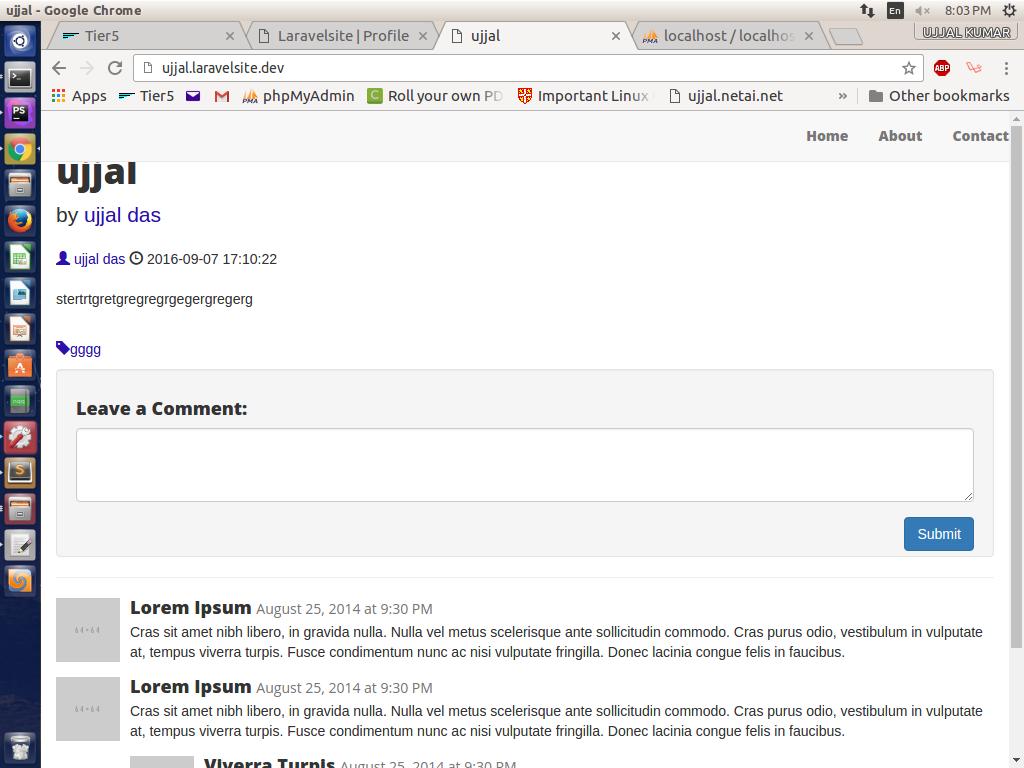 ujjal - Google Chrome
En
8:03 PM
Tier5
Laravelsite | Profile
ujjal
localhost / localhos
UJJAL KUMAR
ujjal.laravelsite.dev
ABP
Apps
Tier5
phpMyAdmin
Roll your own PD
Important Linux
ujjal.netai.net
»
Other bookmarks
Home
About
Contact
ujjal
by ujjal das
ujjal das 2016-09-07 17:10:22
stertrtgretgregregrgegergregerg
gggg
Leave a Comment:
Submit
64×64
Lorem Ipsum August 25, 2014 at 9:30 PM
Cras sit amet nibh libero, in gravida nulla. Nulla vel metus scelerisque ante sollicitudin commodo. Cras purus odio, vestibulum in vulputate
at, tempus viverra turpis. Fusce condimentum nunc ac nisi vulputate fringilla. Donec lacinia congue felis in faucibus.
64×64
Lorem Ipsum August 25, 2014 at 9:30 PM
Cras sit amet nibh libero, in gravida nulla. Nulla vel metus scelerisque ante sollicitudin commodo. Cras purus odio, vestibulum in vulputate
at, tempus viverra turpis. Fusce condimentum nunc ac nisi vulputate fringilla. Donec lacinia congue felis in faucibus.
Viverra Turpis August 25, 2014 at 9:30 PM